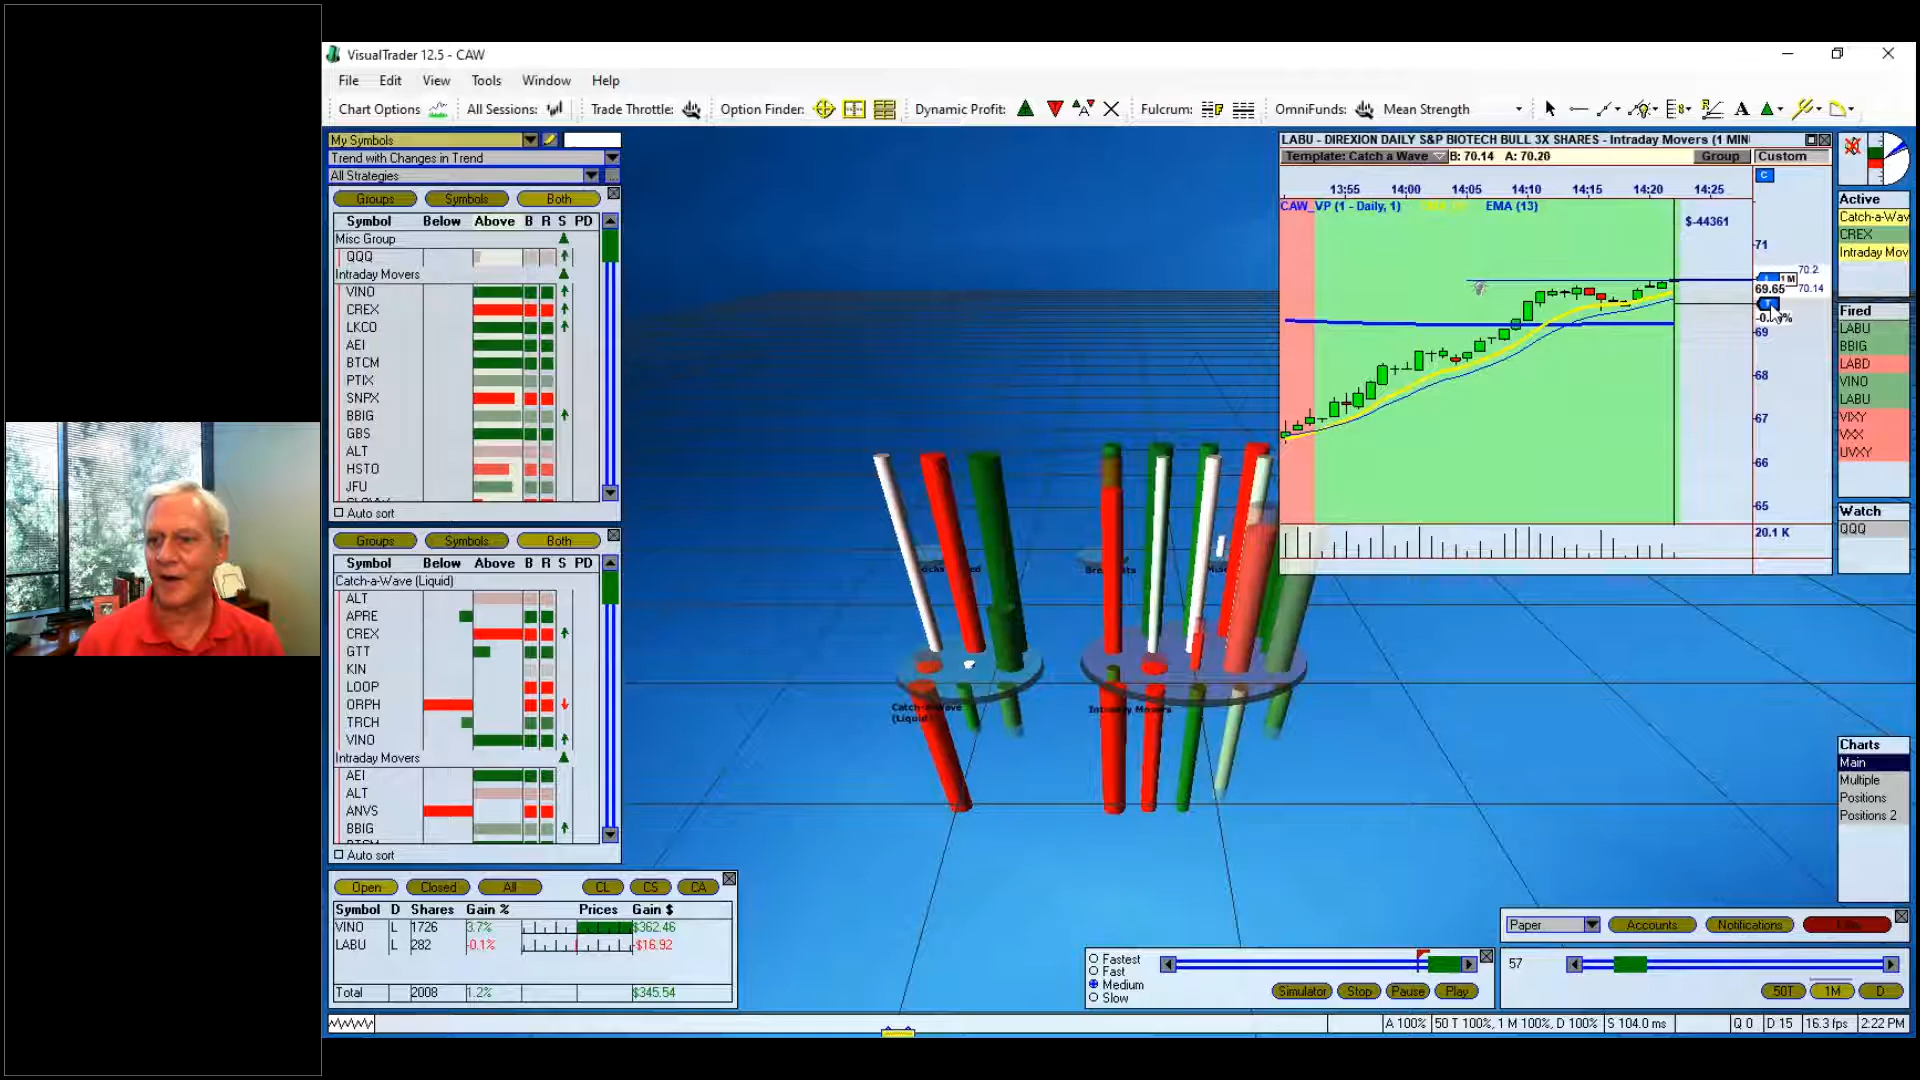 VisualTrader 12.5 - CAW
File Edit View Tools Window Help
Chart Options All Sessions: Trade Throttle: Option Finder: Dynamic Profit: Fulcrum: OmniFunds: Mean Strength
My Symbols
Trend with Changes in Trend
All Strategies
Groups Symbols Both
Symbol Below Above B R S PD
Misc Group
QQQ
Intraday Movers
VINO
CREX
LKCO
AEI
BTCM
PTIX
SNPX
BBIG
GBS
ALT
HSTO
JFU
Auto sort
Groups Symbols Both
Symbol Below Above B R S PD
Catch-a-Wave (Liquid)
ALT
APRE
CREX
GTT
KIN
LOOP
ORPH
TRCH
VINO
Intraday Movers
AEI
ALT
ANVS
BBIG
Auto sort
Open Closed All CL CS CA
Symbol D Shares Gain % Prices Gain $
VINO L 1726 3.7% $362.46
LABU L 282 -0.1% -$16.92
Total 2008 1.2% $345.54
Catch-a-Wave
(Liquid)
Intraday Movers
LABU - DIREXION DAILY S&P BIOTECH BULL 3X SHARES - Intraday Movers (1 MIN
Template: Catch a Wave B: 70.14 A: 70.20 Group Custom
C
13:55 14:00 14:05 14:10 14:15 14:20 14:25
CAW_VP (1 - Daily, 1) EMA (13)
$-44361
71
70.2
1 M
69.65 70.14
69
68
67
66
65
20.1 K
Active
Catch-a-Wav
CREX
Intraday Mov
Fired
LABU
BBIG
LABD
VINO
LABU
VIXY
VXX
UVXY
Watch
QQQ
Charts
Main
Multiple
Positions
Positions 2
Paper Accounts Notifications
Fastest
Fast
Medium
Slow
Simulator Stop Pause Play
57
50T 1M D
A 100% 50 T 100%, 1 M 100%, D 100% S 104.0 ms Q 0 D 15 16.3 fps 2:22 PM